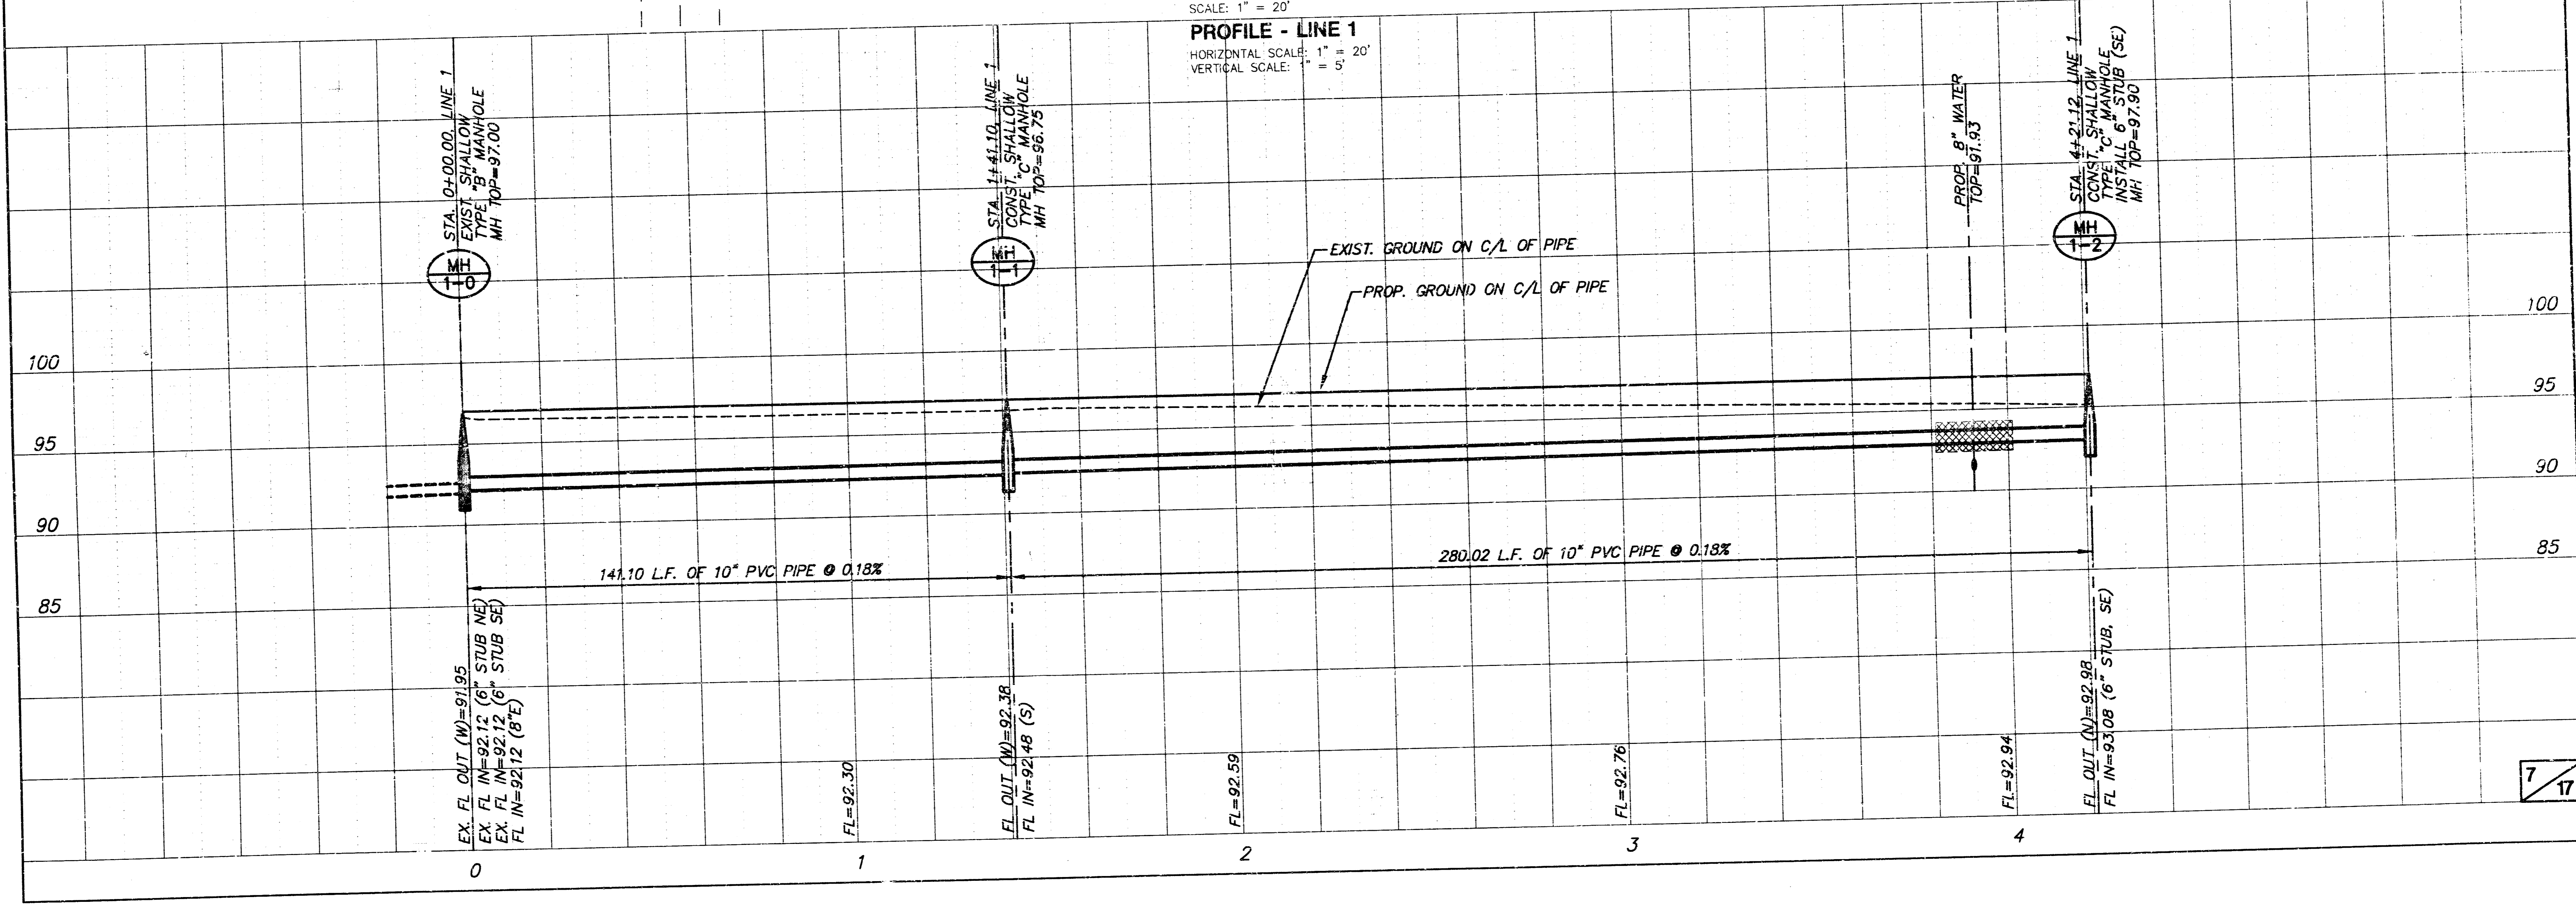 SCALE: 1" = 20'
PROFILE - LINE 1
HORIZONTAL SCALE: 1" = 20'
VERTICAL SCALE: 1" = 5'
STA. 0+00.00, LINE 1
EXIST. SHALLOW
TYPE "B" MANHOLE
MH TOP=97.00
MH
1-0
STA. 1+41.10, LINE 1
CONST. SHALLOW
TYPE "C" MANHOLE
MH TOP=96.75
MH
1-1
PROP. 8" WATER
TOP=91.93
STA. 4+21.12, LINE 1
CONST. SHALLOW
TYPE "C" MANHOLE
INSTALL 6" STUB (SE)
MH TOP=97.90
MH
1-2
EXIST. GROUND ON C/L OF PIPE
PROP. GROUND ON C/L OF PIPE
100
95
90
85
100
95
90
85
141.10 L.F. OF 10" PVC PIPE @ 0.18%
280.02 L.F. OF 10" PVC PIPE @ 0.18%
EX. FL OUT (W)=91.95
EX. FL IN=92.12 (6" STUB NE)
EX. FL IN=92.12 (6" STUB SE)
FL IN=92.12 (8"E)
FL=92.30
FL OUT (W)=92.38
FL IN=92.48 (S)
FL=92.59
FL=92.76
FL=92.94
FL OUT (N)=92.98
FL IN=93.08 (6" STUB, SE)
7/17
0
1
2
3
4